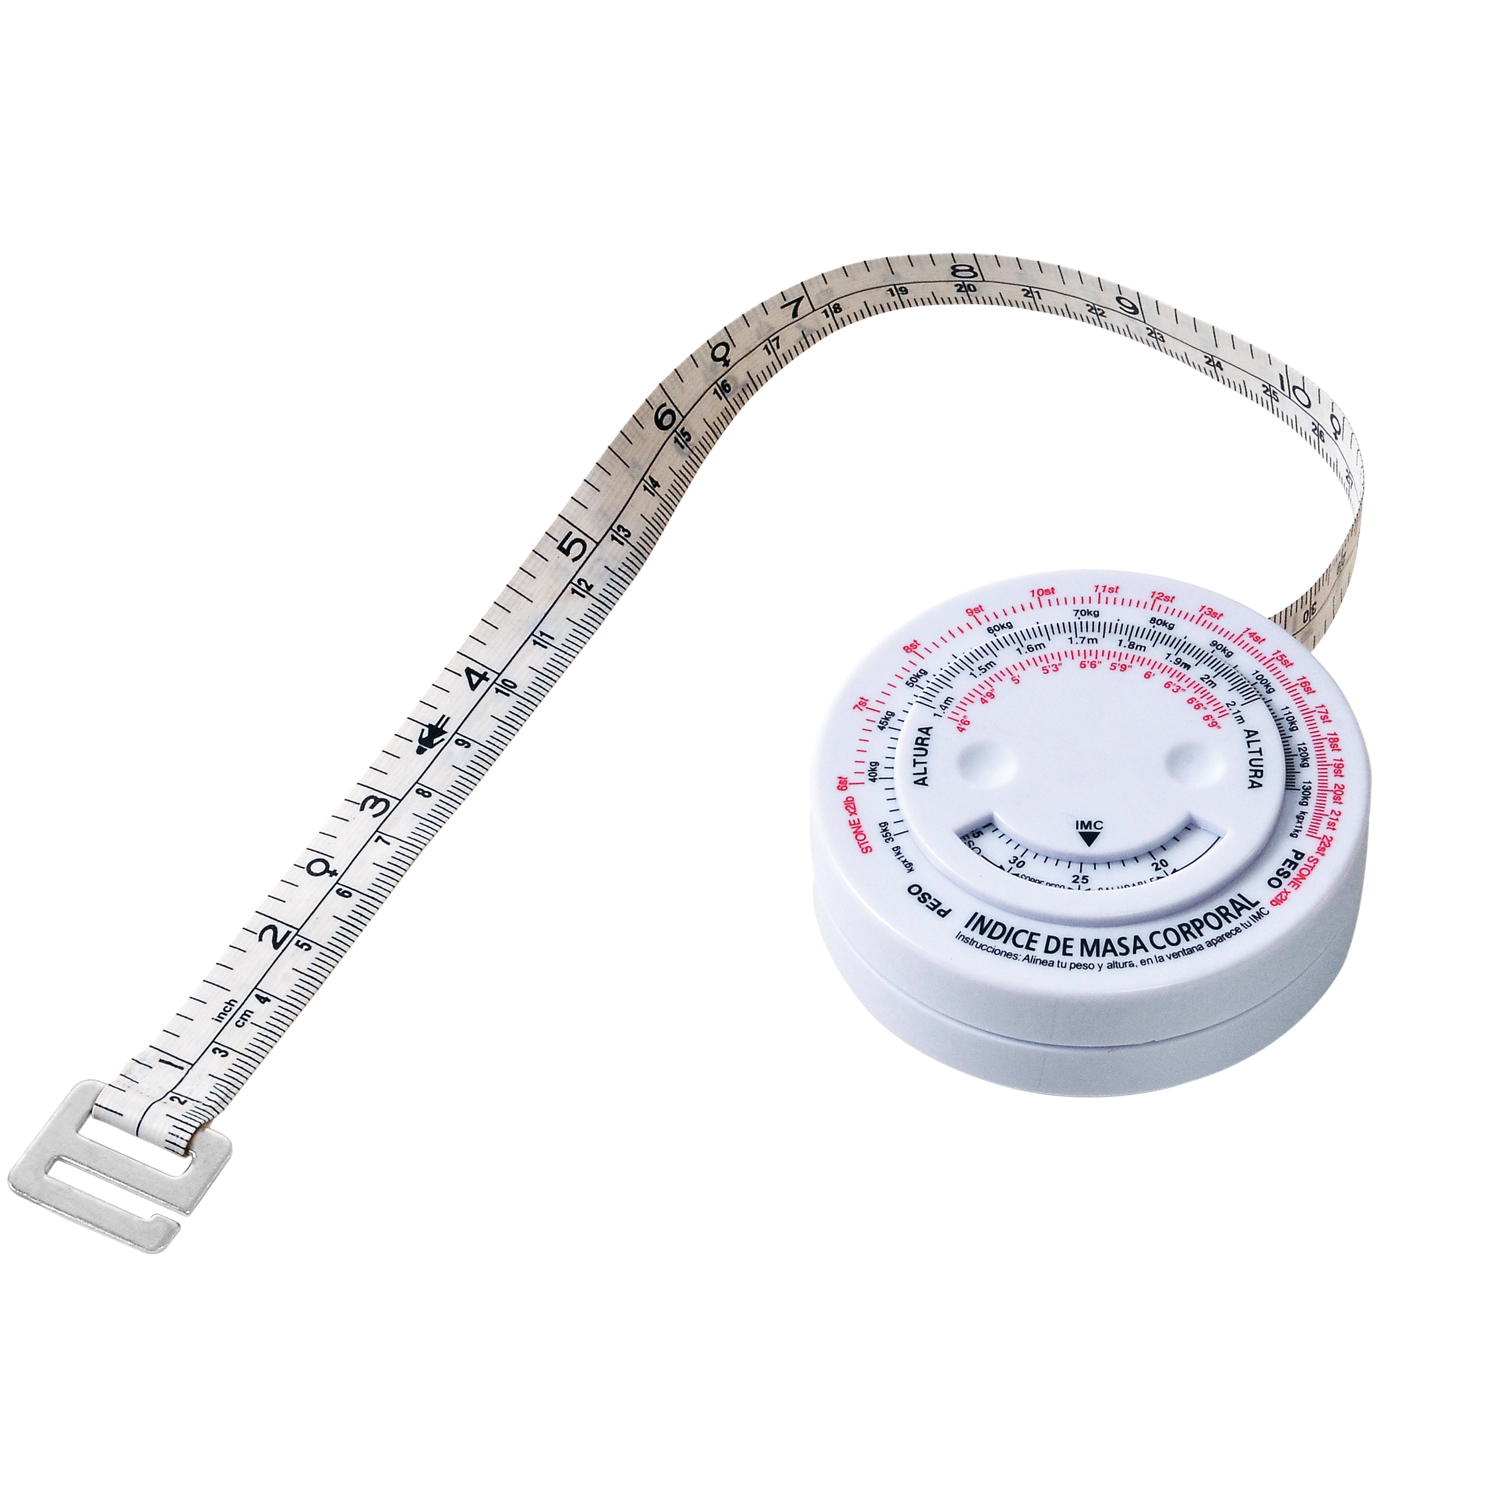 1 2 3 4 5 6 7 8 9 10
inch
cm
2 3 4 5 6 7 8 9 10 11 12 13 14 15 16 17 18 19 20 21 22 23 24 25 26
30
6st 7st 8st 9st 10st 11st 12st 13st 14st 15st 16st 17st 18st 19st 20st 21st 22st
STONE x2lb
STONE x2lb
kgx1kg 35kg 40kg 45kg 50kg 60kg 70kg 80kg 90kg 100kg 110kg 120kg 130kg kgx1kg
1.4m 1.5m 1.6m 1.7m 1.8m 1.9m 2m 2.1m
4'6" 4'9" 5' 5'3" 5'6" 5'9" 6' 6'3" 6'6" 6'9"
ALTURA ALTURA
IMC
30 25 20
PESO PESO
INDICE DE MASA CORPORAL
Instrucciones: Alinea tu peso y altura, en la ventana aparece tu IMC